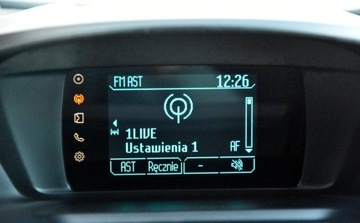 FM AST 12:26
1LIVE
Ustawienia 1 AF
AST Ręcznie -